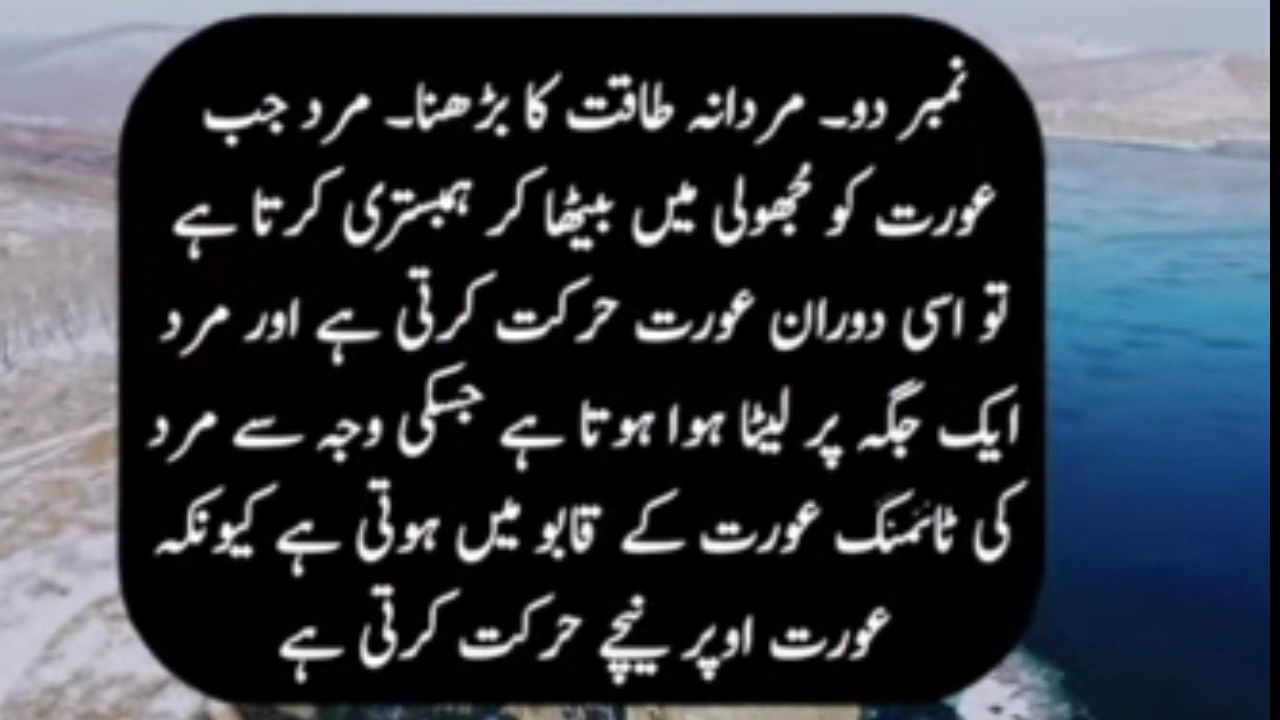 نمبر دو۔ مردانہ طاقت کا بڑھنا۔ مرد جب
عورت کو جُھولی میں بیٹھا کر ہمبستری کرتا ہے
تو اسی دوران عورت حرکت کرتی ہے اور مرد
ایک جگہ پر لیٹا ہوا ہوتا ہے جسکی وجہ سے مرد
کی ٹائمنگ عورت کے قابو میں ہوتی ہے کیونکہ
عورت اوپر نیچے حرکت کرتی ہے